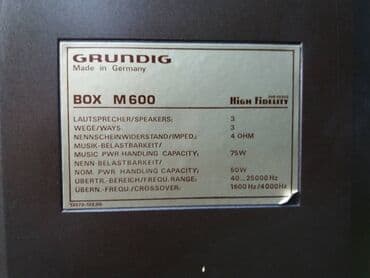 GRUNDIG
Made in Germany
BOX M600
HIGH FIDELITY
LAUTSPRECHER/SPEAKERS: 3
WEGE/WAYS: 3
NENNSCHEINWIDERSTAND/IMPED.: 4 OHM
MUSIK-BELASTBARKEIT/
MUSIC PWR HANDLING CAPACITY: 75W
NENN-BELASTBARKEIT/
NOM. PWR HANDLING CAPACITY: 50W
ÜBERTR.-BEREICH/FREQU.RANGE: 40...25000Hz
ÜBERN.-FREQU./CROSSOVER: 1600Hz/4000Hz